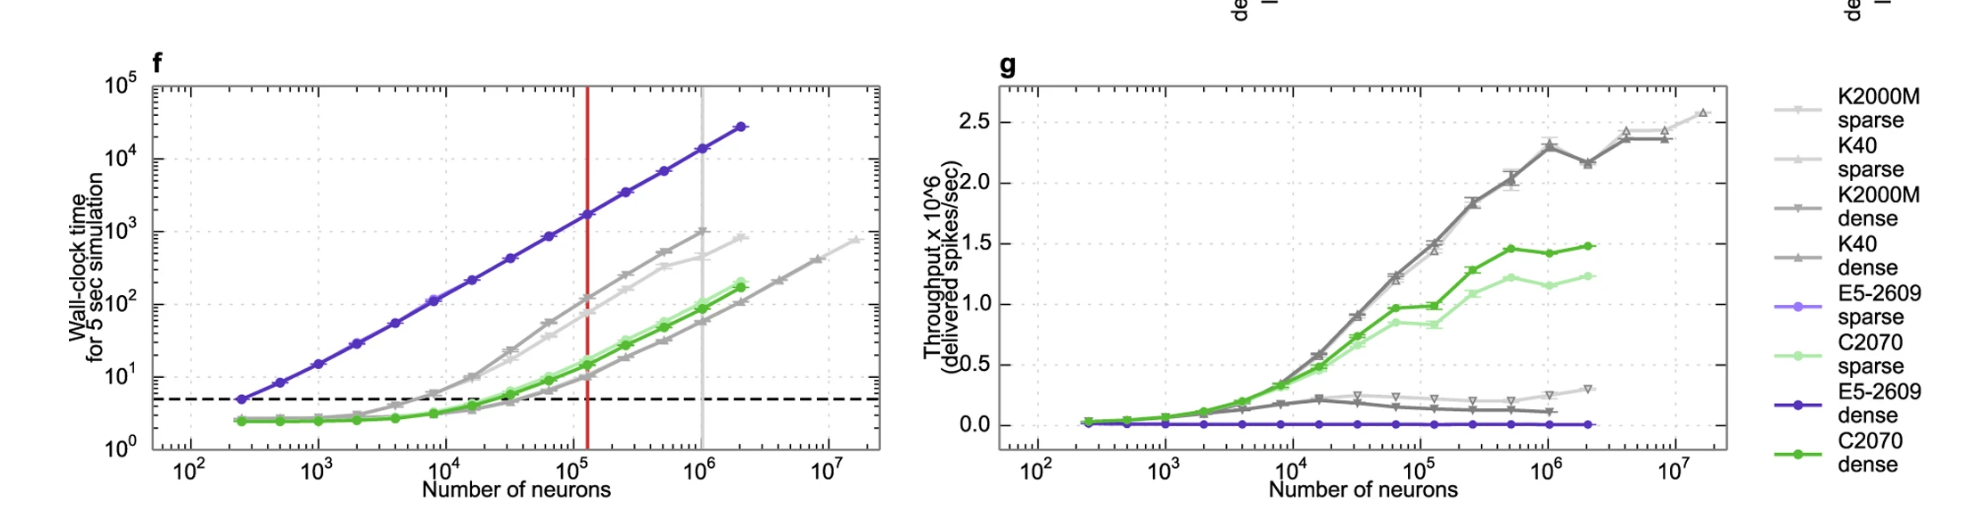 de
l
de
l
f
g
10^5
10^4
10^3
10^2
10^1
10^0
Wall-clock time
for 5 sec simulation
10^2
10^3
10^4
10^5
10^6
10^7
Number of neurons
2.5
2.0
1.5
1.0
0.5
0.0
Throughput x 10^6
(delivered spikes/sec)
10^2
10^3
10^4
10^5
10^6
10^7
Number of neurons
K2000M
sparse
K40
sparse
K2000M
dense
K40
dense
E5-2609
sparse
C2070
sparse
E5-2609
dense
C2070
dense